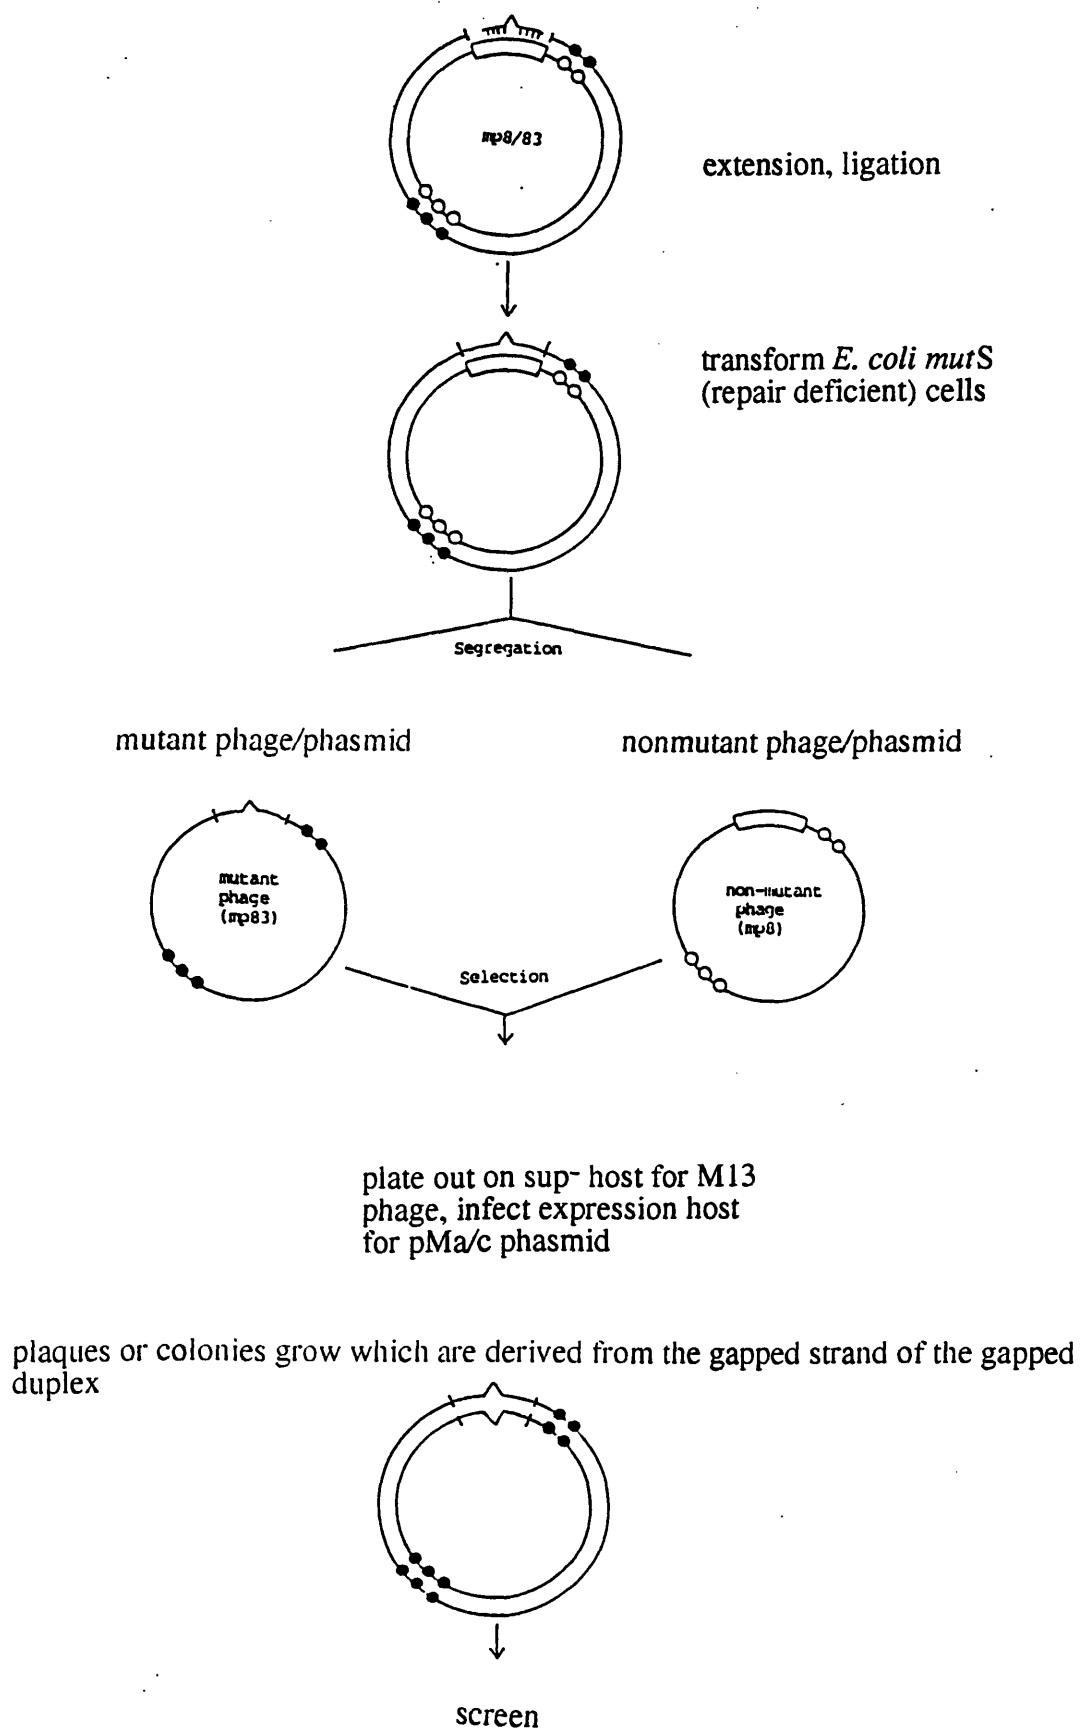 mp8/83
extension, ligation
transform E. coli mutS
(repair deficient) cells
Segregation
mutant phage/phasmid
nonmutant phage/phasmid
mutant
phage
(mp83)
non-mutant
phage
(mp8)
Selection
plate out on sup- host for M13
phage, infect expression host
for pMa/c phasmid
plaques or colonies grow which are derived from the gapped strand of the gapped
duplex
screen